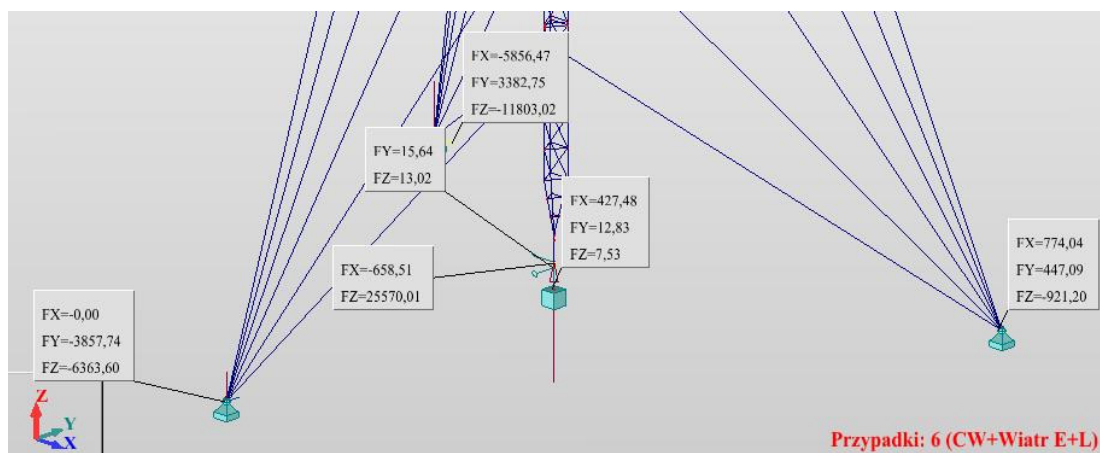 FX=-5856,47
FY=3382,75
FZ=-11803,02
FY=15,64
FZ=13,02
FX=427,48
FY=12,83
FZ=7,53
FX=-658,51
FZ=25570,01
FX=774,04
FY=447,09
FZ=-921,20
FX=-0,00
FY=-3857,74
FZ=-6363,60
Z
Y
X
Przypadki: 6 (CW+Wiatr E+L)